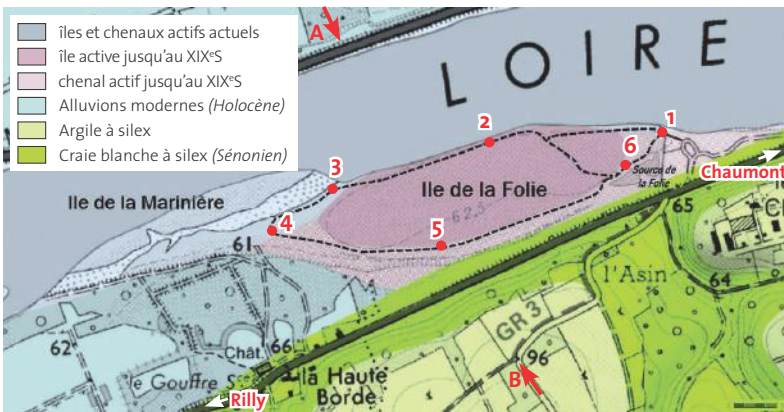 îles et chenaux actifs actuels
île active jusqu'au XIXᵉS
chenal actif jusqu'au XIXᵉS
Alluvions modernes (Holocène)
Argile à silex
Craie blanche à silex (Sénonien)
A
LOIRE
1
2
6
3
Source de
la Folie
Chaumont
Ile de la Marinière
Ile de la Folie
62,5
4
5
65
61
l'Asin
64
GR 3
62
Chât.
66
96
B
le Gouffre
la Haute
Borde
Rilly